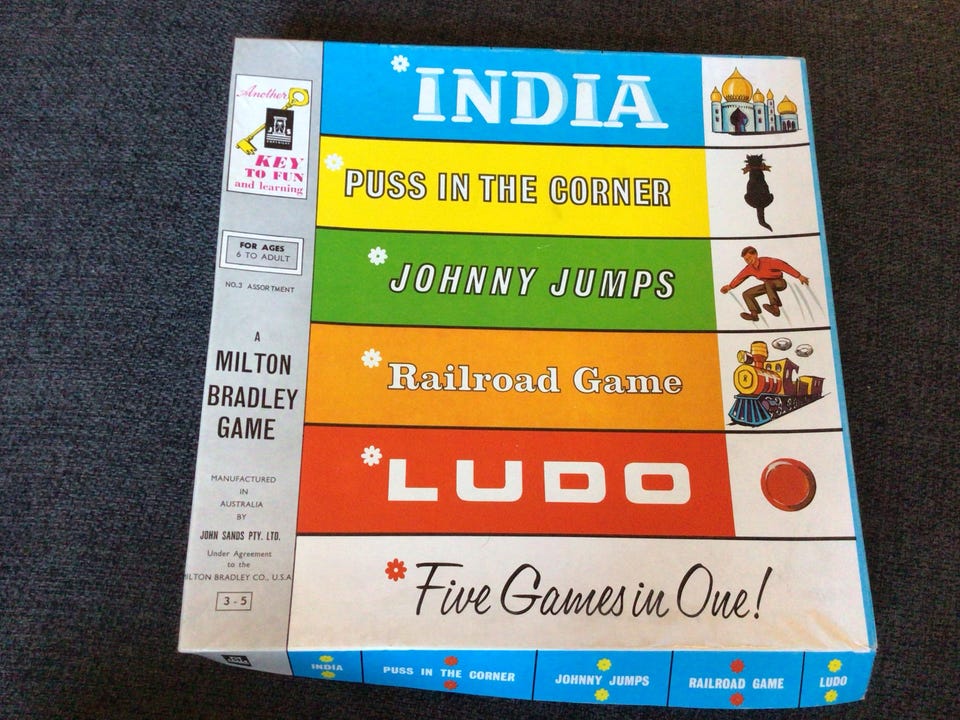 Another
JS
KEY
TO FUN
and learning
FOR AGES
6 TO ADULT
NO.3 ASSORTMENT
A
MILTON
BRADLEY
GAME
MANUFACTURED
IN
AUSTRALIA
BY
JOHN SANDS PTY. LTD.
Under Agreement
to the
MILTON BRADLEY CO., U.S.A.
3 - 5
INDIA
PUSS IN THE CORNER
JOHNNY JUMPS
Railroad Game
LUDO
Five Games in One!
INDIA
PUSS IN THE CORNER
JOHNNY JUMPS
RAILROAD GAME
LUDO